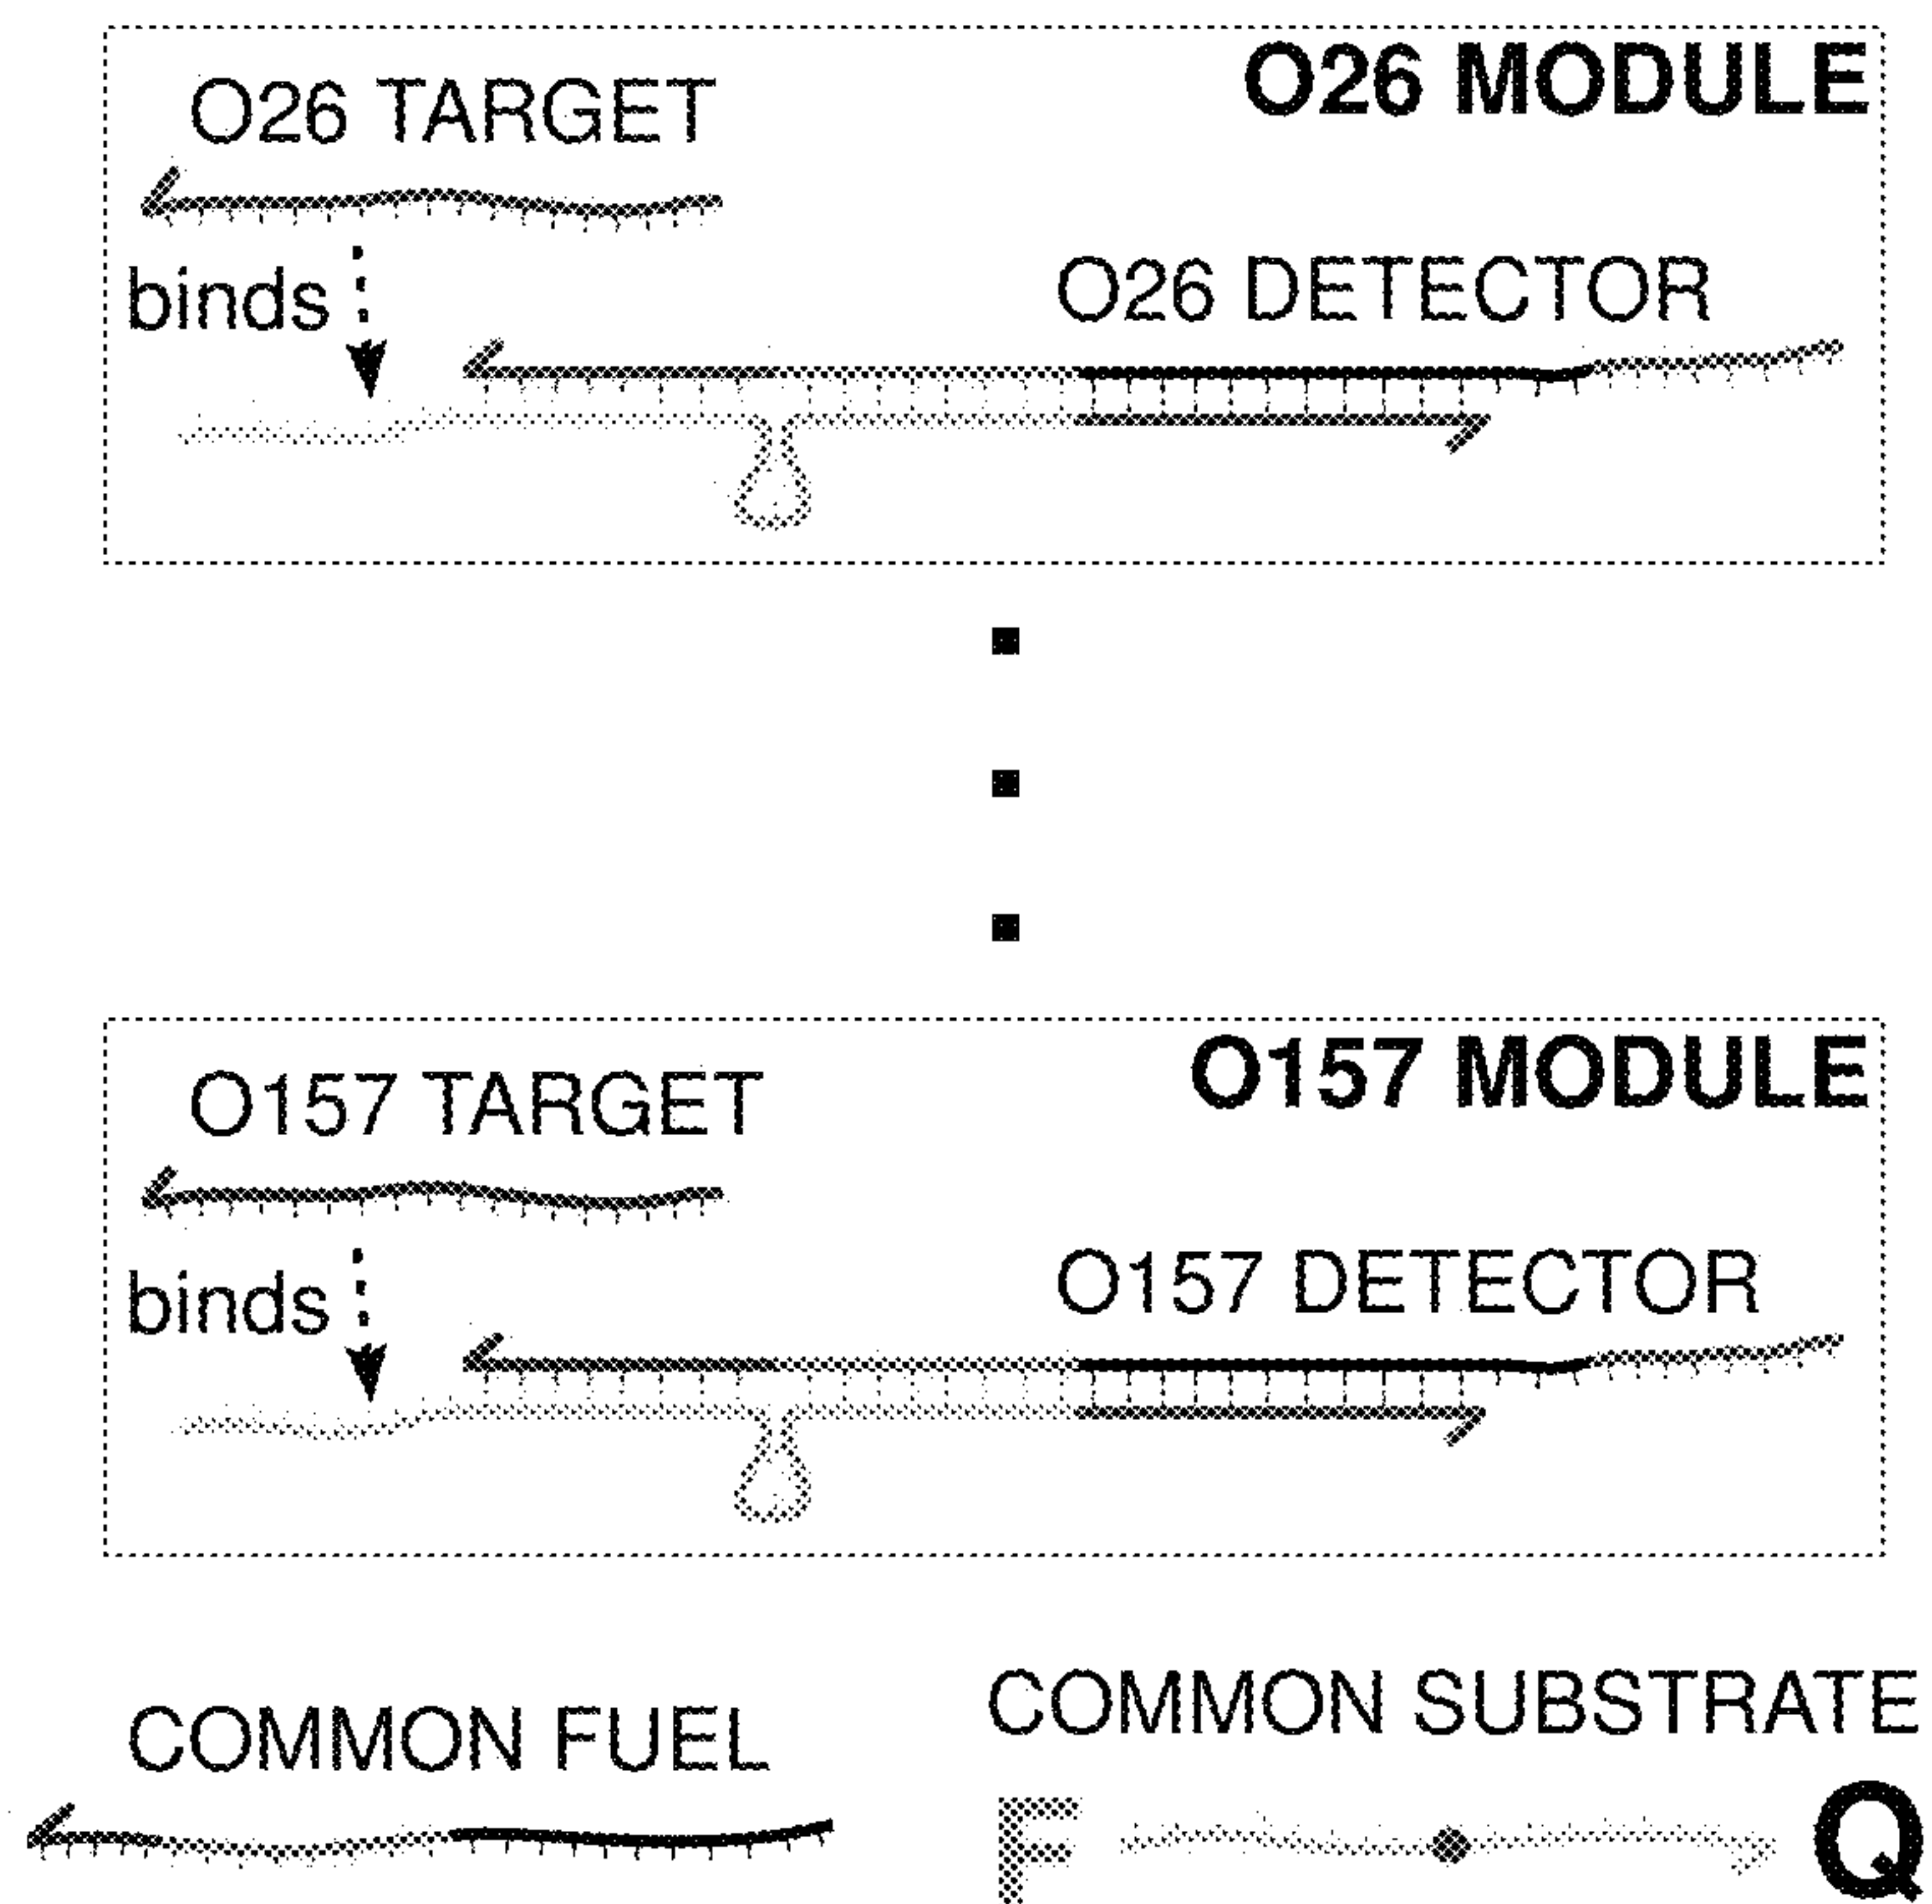 O26 MODULE
O26 TARGET
binds
O26 DETECTOR
O157 MODULE
O157 TARGET
binds
O157 DETECTOR
COMMON FUEL
COMMON SUBSTRATE
F Q